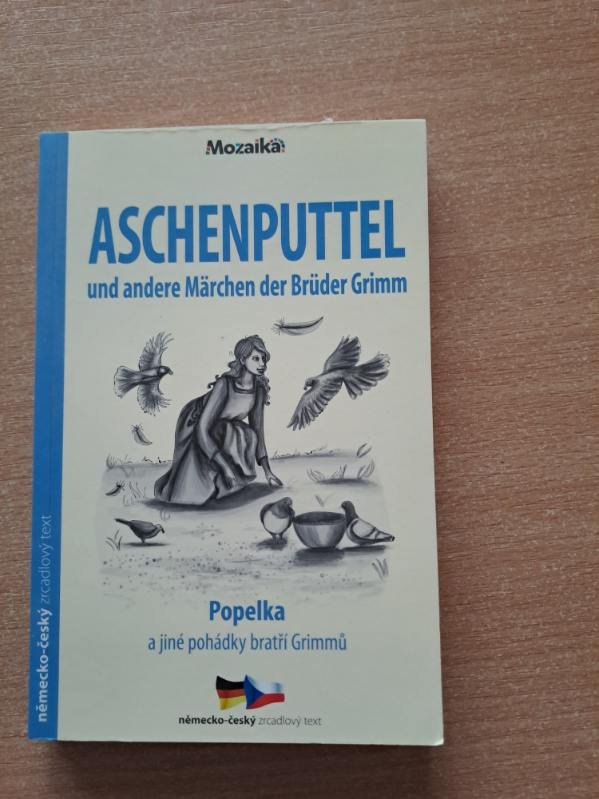 Mozaika
ASCHENPUTTEL
und andere Märchen der Brüder Grimm
Popelka
a jiné pohádky bratří Grimmů
německo-český zrcadlový text
německo-český zrcadlový text